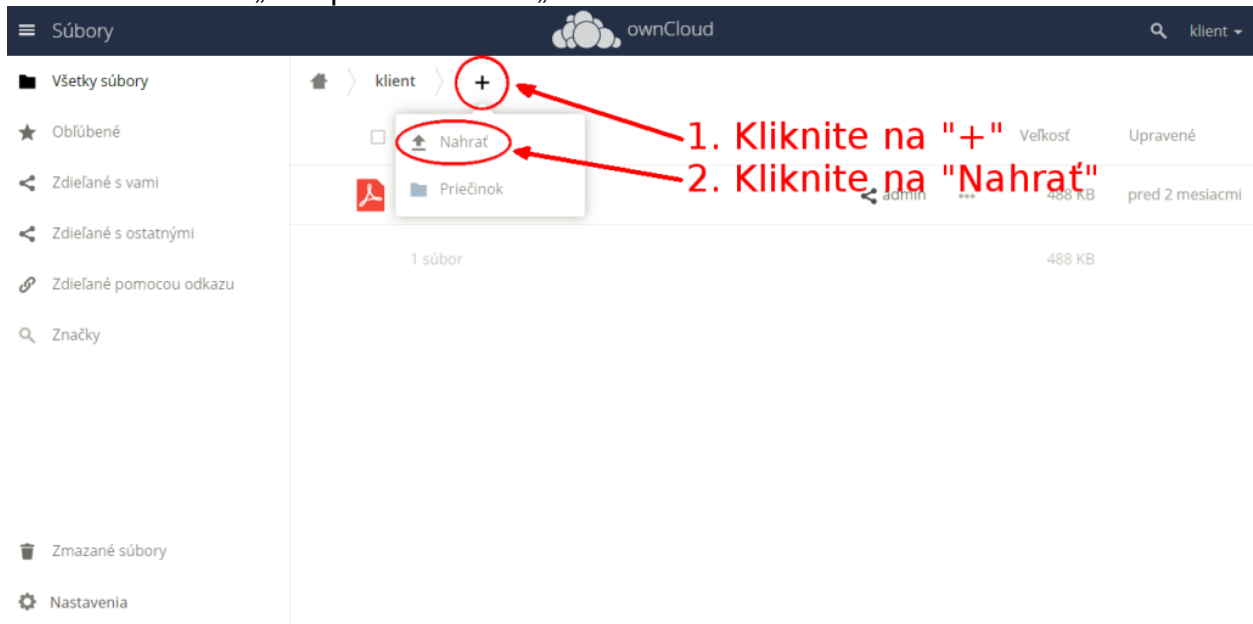 Súbory
ownCloud
klient
Všetky súbory
klient
+
Obľúbené
Nahrať
1. Kliknite na "+"
Veľkosť
Upravené
Zdieľané s vami
Priečinok
2. Kliknite na "Nahrať"
admin
488 KB
pred 2 mesiacmi
Zdieľané s ostatnými
1 súbor
488 KB
Zdieľané pomocou odkazu
Značky
Zmazané súbory
Nastavenia